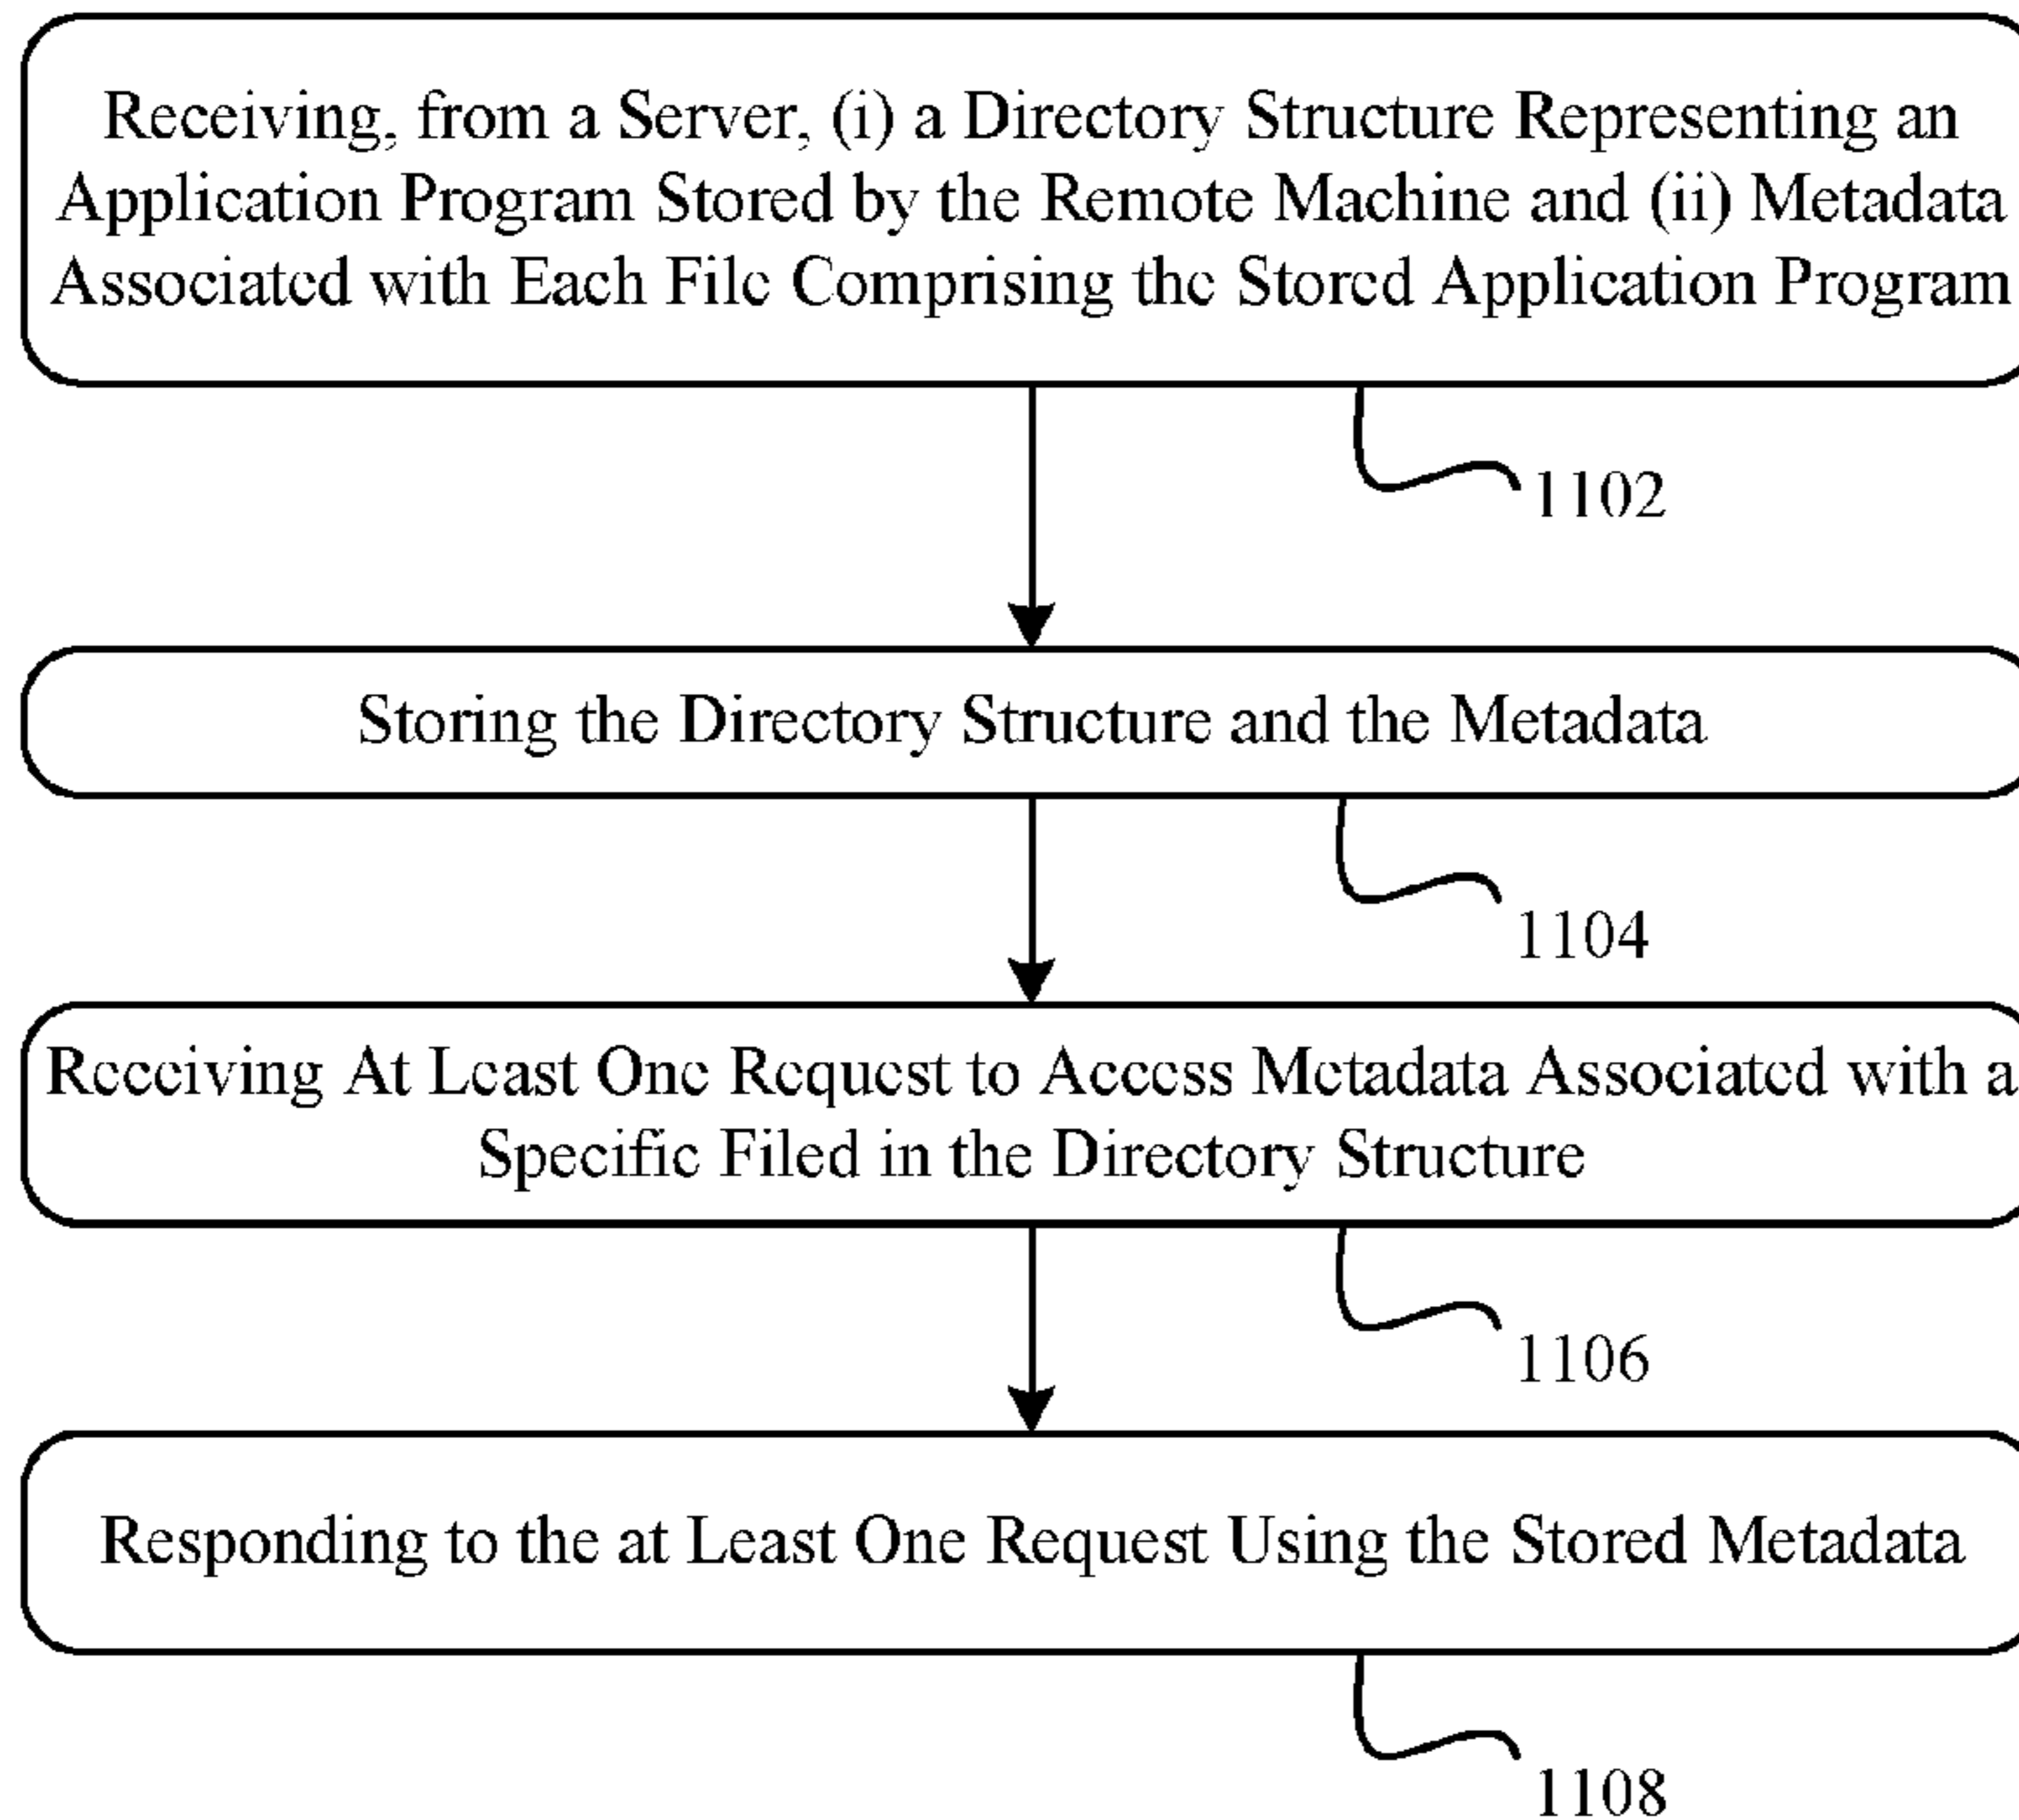 Receiving, from a Server, (i) a Directory Structure Representing an
Application Program Stored by the Remote Machine and (ii) Metadata
Associated with Each File Comprising the Stored Application Program
1102
Storing the Directory Structure and the Metadata
1104
Receiving At Least One Request to Access Metadata Associated with a
Specific Filed in the Directory Structure
1106
Responding to the at Least One Request Using the Stored Metadata
1108